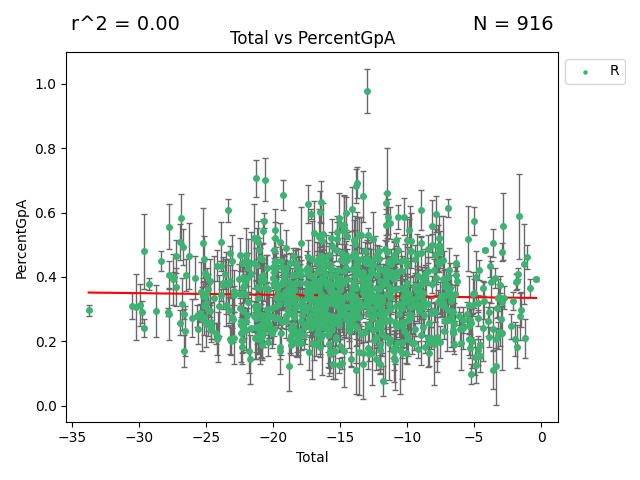 r^2 = 0.00 N = 916
Total vs PercentGpA
R
PercentGpA
1.0
0.8
0.6
0.4
0.2
0.0
−35 −30 −25 −20 −15 −10 −5 0
Total